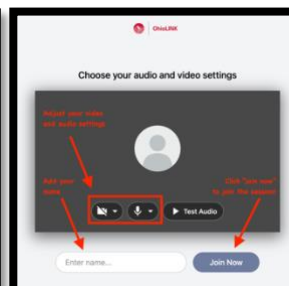 OhioLINK
Choose your audio and video settings
Adjust your video
and audio settings
Add your
name
Click "join now"
to join the session
Test Audio
Enter name...
Join Now